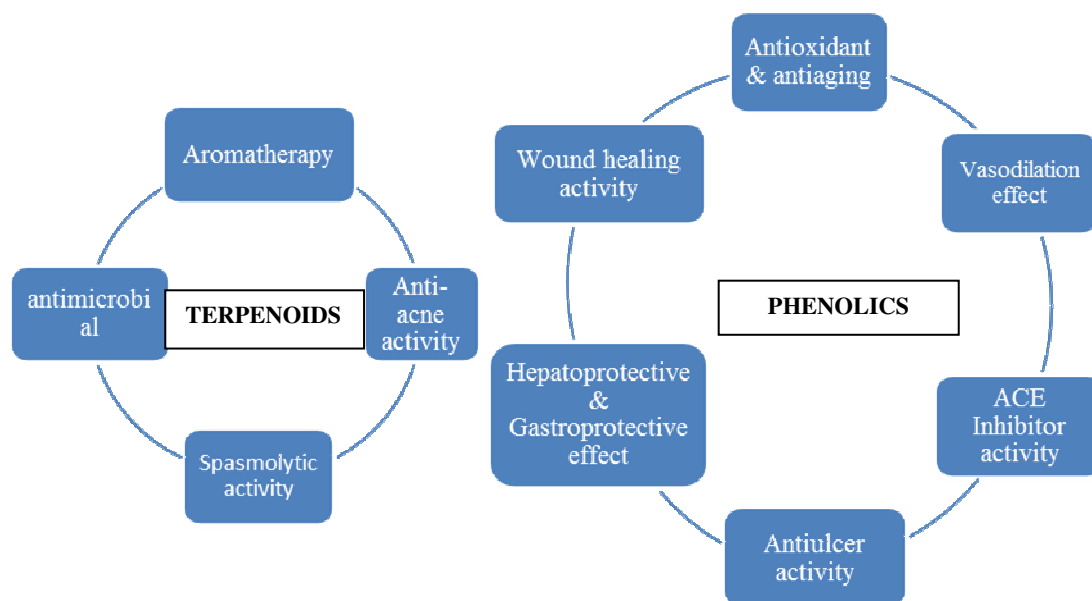 Aromatherapy
antimicrobi
al
TERPENOIDS
Anti-
acne
activity
Spasmolytic
activity
Antioxidant
& antiaging
Wound healing
activity
Vasodilation
effect
PHENOLICS
Hepatoprotective
&
Gastroprotective
effect
ACE
Inhibitor
activity
Antiulcer
activity